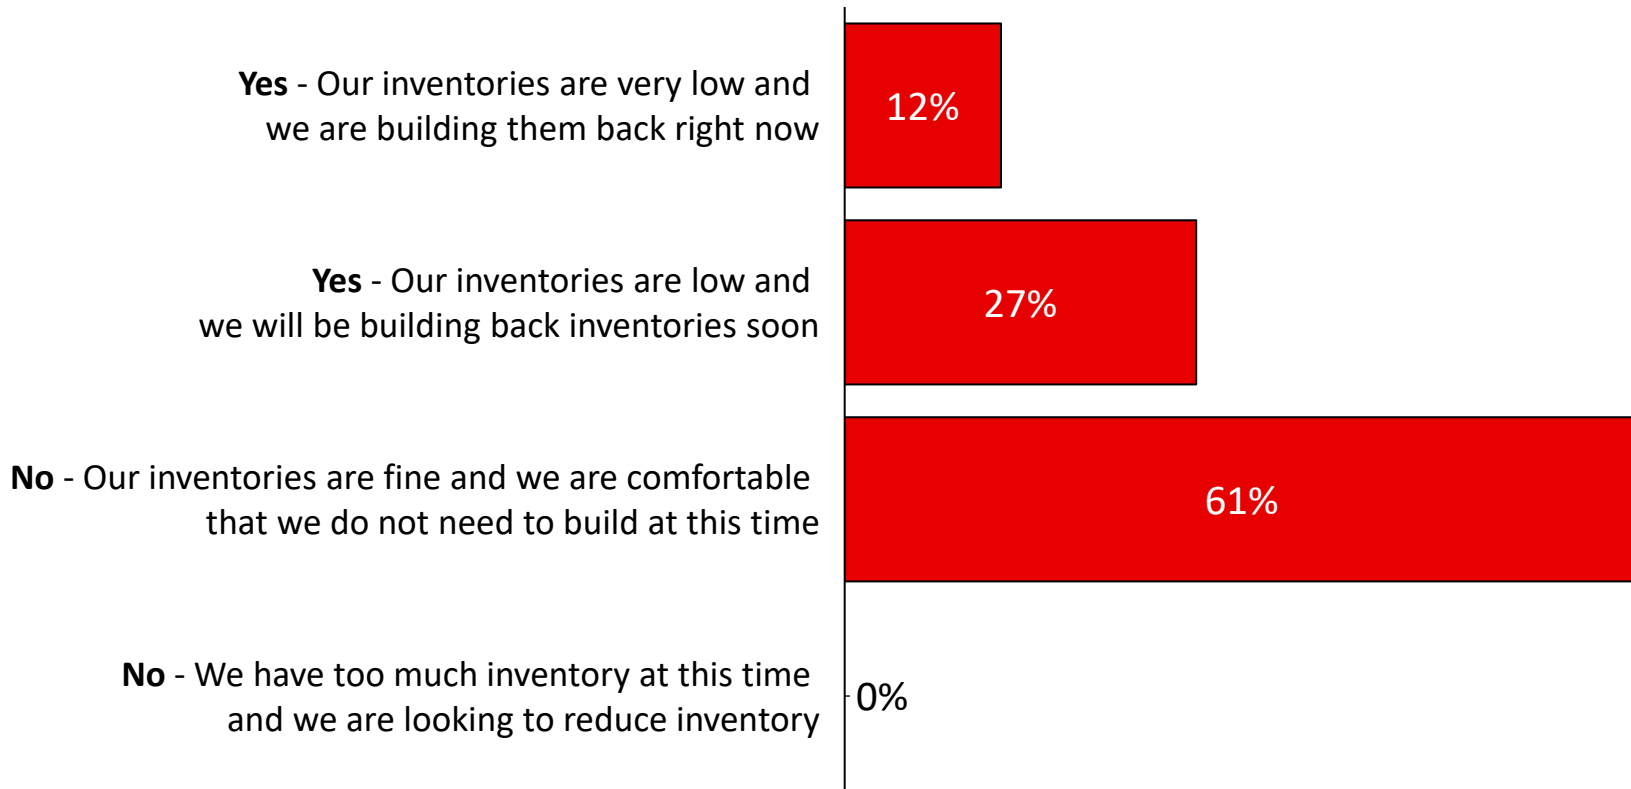 Yes - Our inventories are very low and
we are building them back right now
12%
Yes - Our inventories are low and
we will be building back inventories soon
27%
No - Our inventories are fine and we are comfortable
that we do not need to build at this time
61%
No - We have too much inventory at this time
and we are looking to reduce inventory
0%